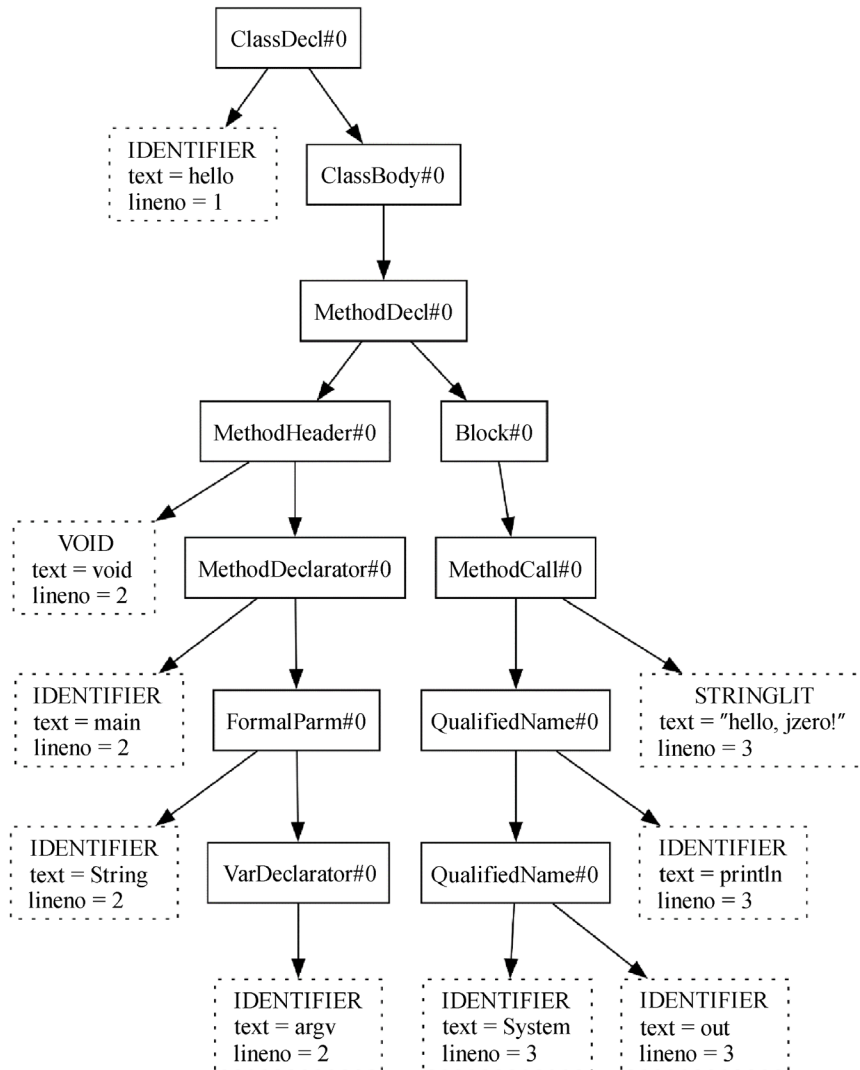 ClassDecl#0
IDENTIFIER
text = hello
lineno = 1
ClassBody#0
MethodDecl#0
MethodHeader#0
Block#0
VOID
text = void
lineno = 2
MethodDeclarator#0
MethodCall#0
IDENTIFIER
text = main
lineno = 2
FormalParm#0
QualifiedName#0
STRINGLIT
text = "hello, jzero!"
lineno = 3
IDENTIFIER
text = String
lineno = 2
VarDeclarator#0
QualifiedName#0
IDENTIFIER
text = println
lineno = 3
IDENTIFIER
text = argv
lineno = 2
IDENTIFIER
text = System
lineno = 3
IDENTIFIER
text = out
lineno = 3